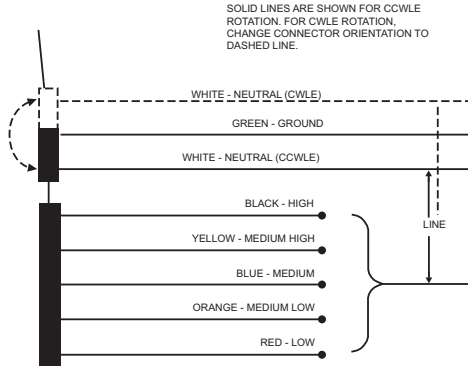 SOLID LINES ARE SHOWN FOR CCWLE
ROTATION. FOR CWLE ROTATION,
CHANGE CONNECTOR ORIENTATION TO
DASHED LINE.
WHITE - NEUTRAL (CWLE)
GREEN - GROUND
WHITE - NEUTRAL (CCWLE)
BLACK - HIGH
LINE
YELLOW - MEDIUM HIGH
BLUE - MEDIUM
ORANGE - MEDIUM LOW
RED - LOW